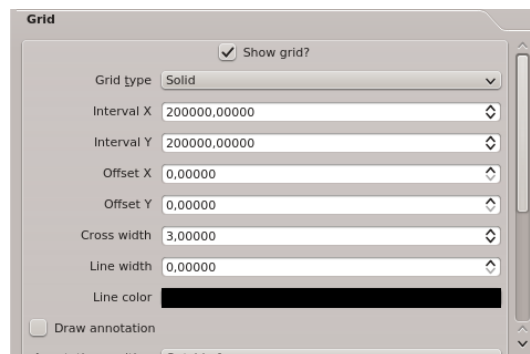 Grid
Show grid?
Grid type Solid
Interval X 200000,00000
Interval Y 200000,00000
Offset X 0,00000
Offset Y 0,00000
Cross width 3,00000
Line width 0,00000
Line color
Draw annotation